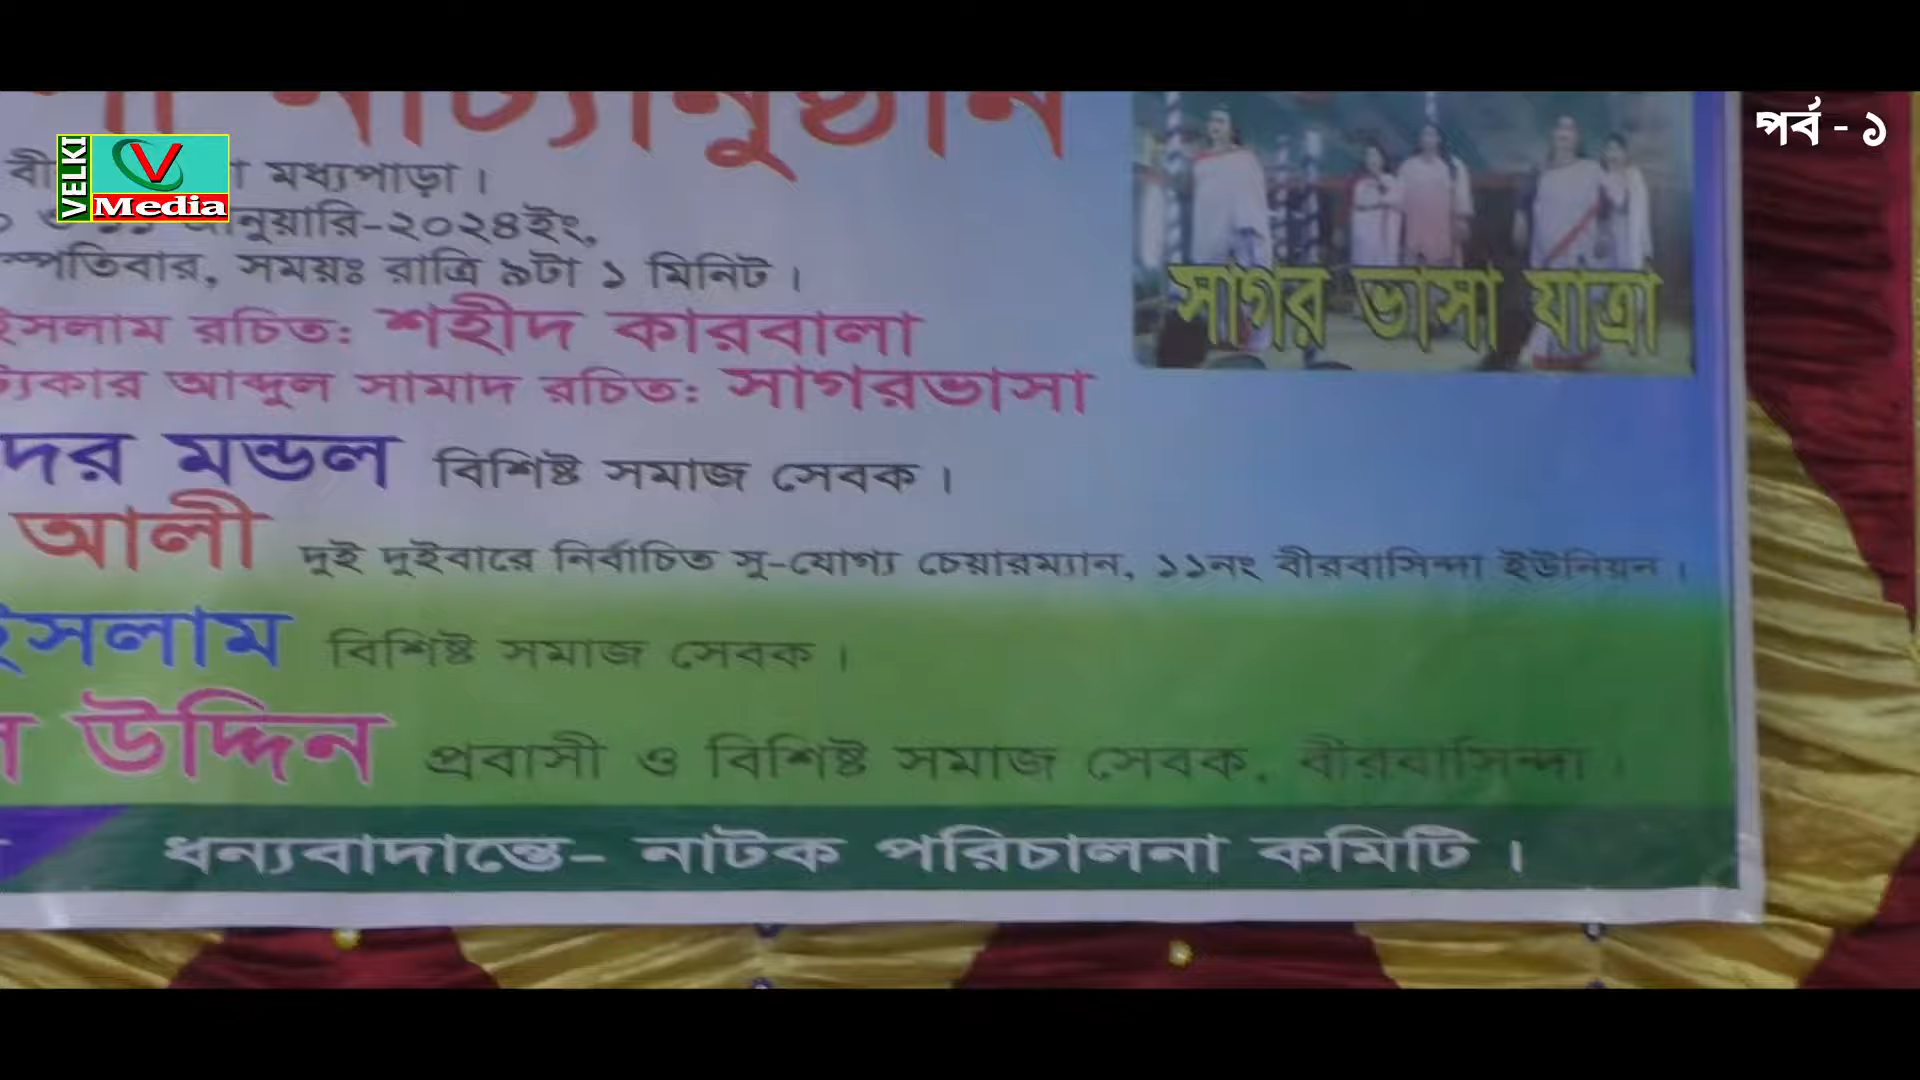 নাট্যানুষ্ঠান
পর্ব - ১
VELKI
V
Media
মধ্যপাড়া।
জানুয়ারি-২০২৪ইং,
স্পতিবার, সময়ঃ রাত্রি ৯টা ১ মিনিট।
ইসলাম রচিত: শহীদ কারবালা
ট্যকার আব্দুল সামাদ রচিত: সাগরভাসা
সাগর ভাসা যাত্রা
দর মন্ডল বিশিষ্ট সমাজ সেবক।
আলী দুই দুইবারে নির্বাচিত সু-যোগ্য চেয়ারম্যান, ১১নং বীরবাসিন্দা ইউনিয়ন।
ইসলাম বিশিষ্ট সমাজ সেবক।
উদ্দিন প্রবাসী ও বিশিষ্ট সমাজ সেবক, বীরবাসিন্দা।
ধন্যবাদান্তে- নাটক পরিচালনা কমিটি।